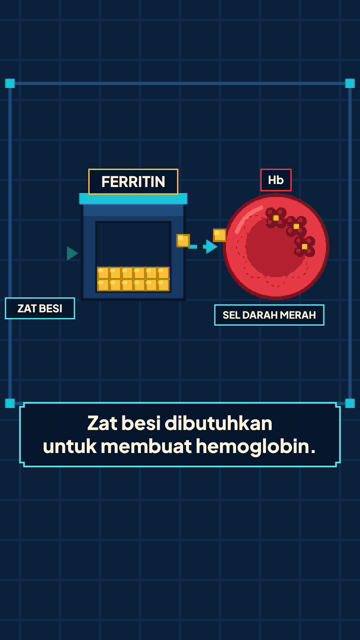 FERRITIN
Hb
ZAT BESI
SEL DARAH MERAH
Zat besi dibutuhkan
untuk membuat hemoglobin.